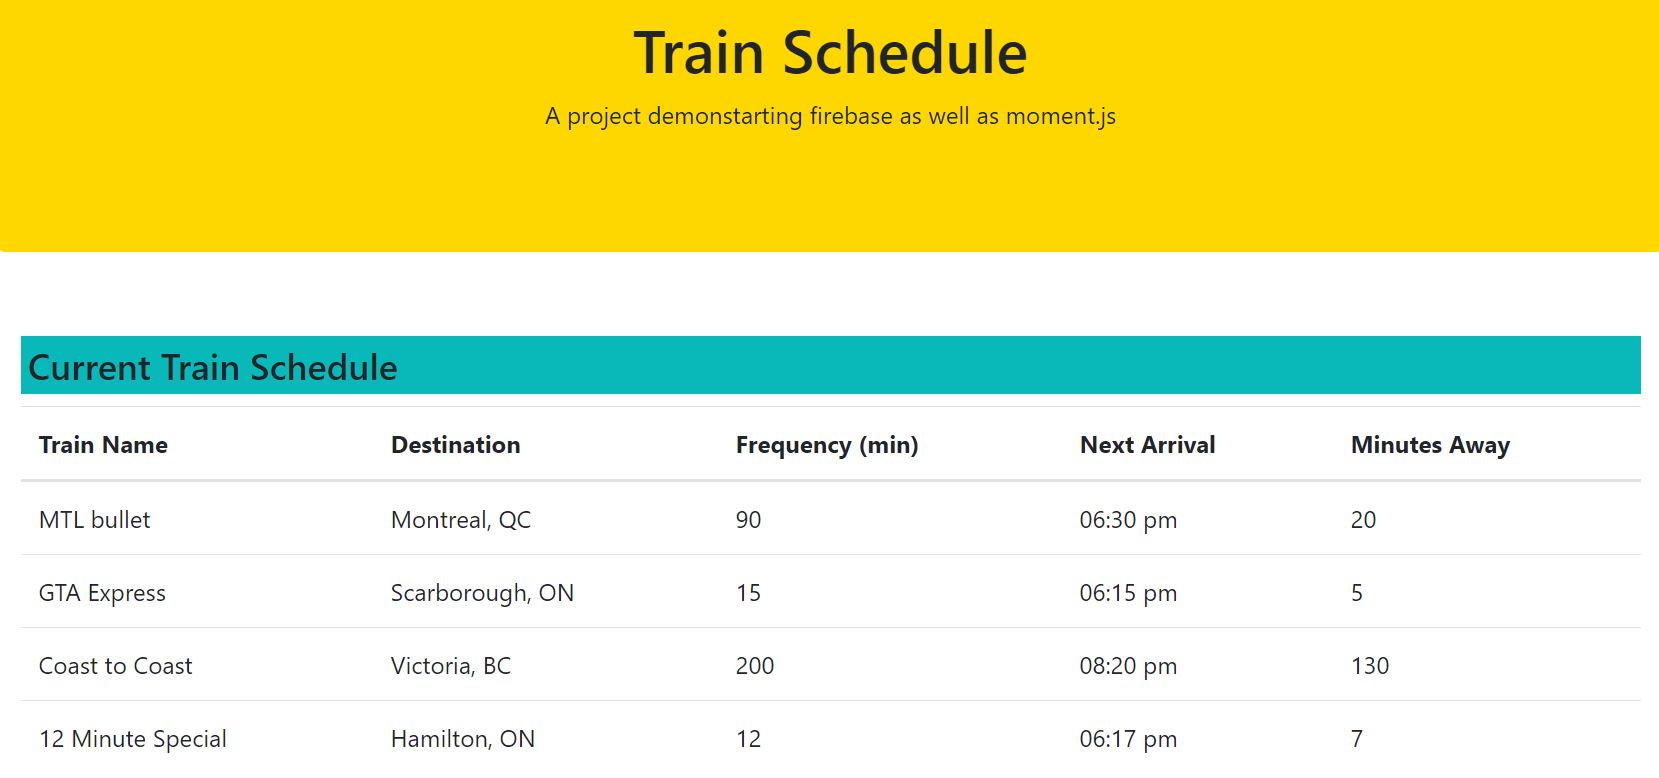 Train Schedule
A project demonstarting firebase as well as moment.js
Current Train Schedule
Train Name Destination Frequency (min) Next Arrival Minutes Away
MTL bullet Montreal, QC 90 06:30 pm 20
GTA Express Scarborough, ON 15 06:15 pm 5
Coast to Coast Victoria, BC 200 08:20 pm 130
12 Minute Special Hamilton, ON 12 06:17 pm 7